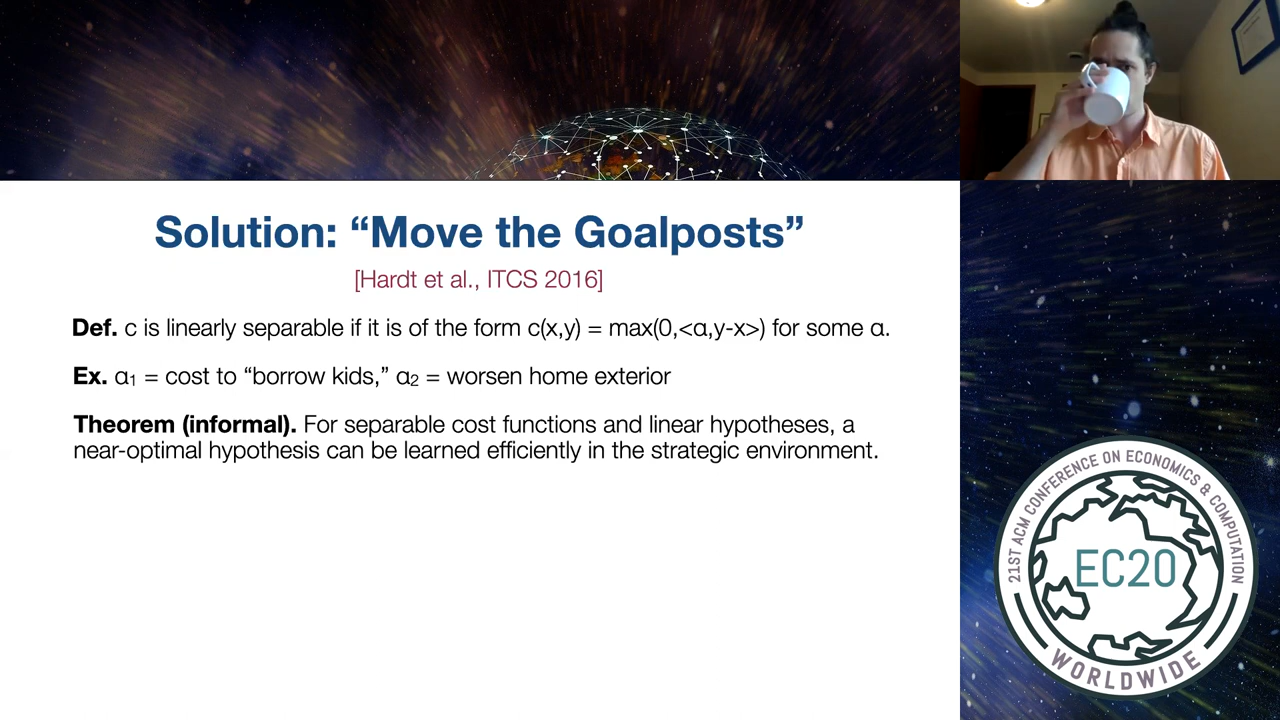 Solution: “Move the Goalposts”
[Hardt et al., ITCS 2016]
Def. c is linearly separable if it is of the form c(x,y) = max(0,<α,y-x>) for some α.
Ex. α₁ = cost to “borrow kids,” α₂ = worsen home exterior
Theorem (informal). For separable cost functions and linear hypotheses, a
near-optimal hypothesis can be learned efficiently in the strategic environment.
21ST ACM CONFERENCE ON ECONOMICS & COMPUTATION
EC20
WORLDWIDE